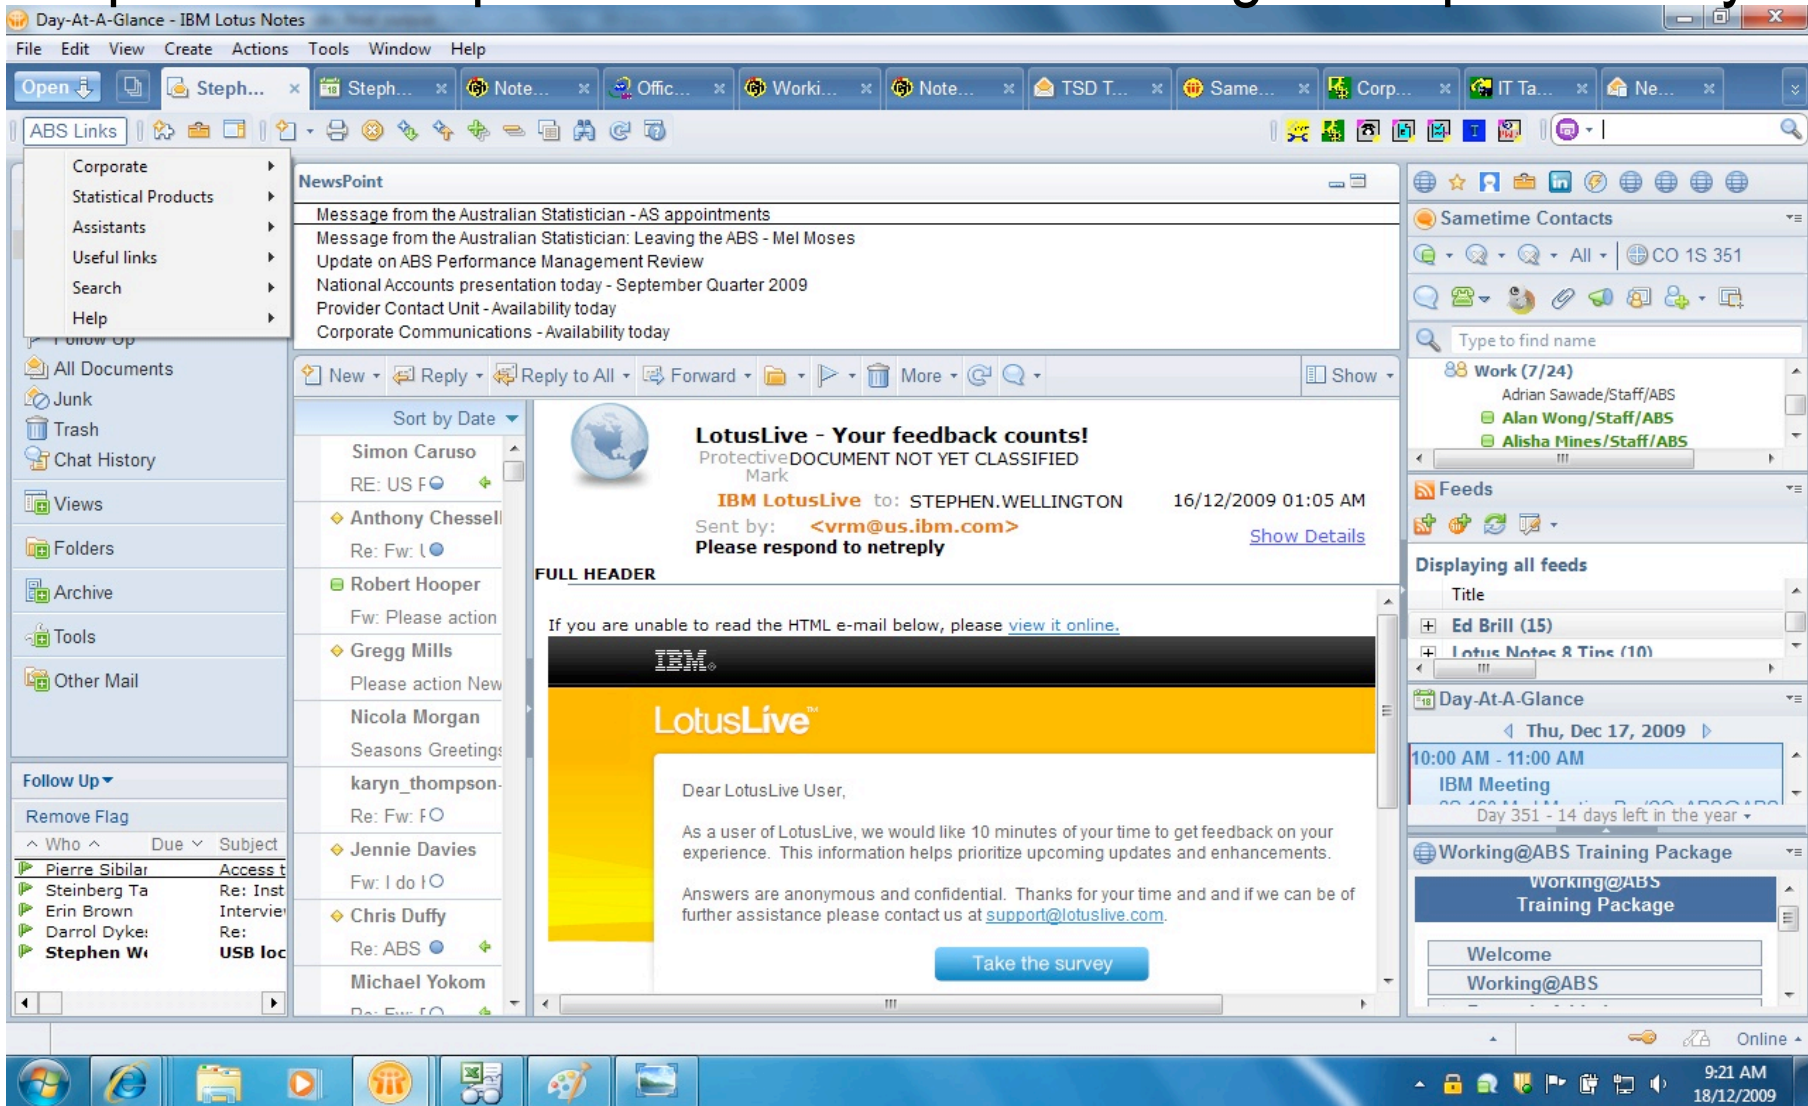 Day-At-A-Glance - IBM Lotus Notes
File Edit View Create Actions Tools Window Help
Open Steph... Steph... Note... Offic... Worki... Note... TSD T... Same... Corp... IT Ta... Ne...
ABS Links
Corporate
Statistical Products
Assistants
Useful links
Search
Help
Follow Up
All Documents
Junk
Trash
Chat History
Views
Folders
Archive
Tools
Other Mail
Follow Up
Remove Flag
Who Due Subject
Pierre Sibilar Access t
Steinberg Ta Re: Inst
Erin Brown Intervie
Darrol Dyke Re:
Stephen We USB loc
NewsPoint
Message from the Australian Statistician - AS appointments
Message from the Australian Statistician: Leaving the ABS - Mel Moses
Update on ABS Performance Management Review
National Accounts presentation today - September Quarter 2009
Provider Contact Unit - Availability today
Corporate Communications - Availability today
New Reply Reply to All Forward More Show
Sort by Date
Simon Caruso
RE: US F
Anthony Chessell
Re: Fw: U
Robert Hooper
Fw: Please action
Gregg Mills
Please action New
Nicola Morgan
Seasons Greetings
karyn_thompson-
Re: Fw: F
Jennie Davies
Fw: I do h
Chris Duffy
Re: ABS
Michael Yokom
LotusLive - Your feedback counts!
Protective DOCUMENT NOT YET CLASSIFIED
Mark
IBM LotusLive to: STEPHEN.WELLINGTON 16/12/2009 01:05 AM
Sent by: <vrm@us.ibm.com>
Show Details
Please respond to netreply
FULL HEADER
If you are unable to read the HTML e-mail below, please view it online.
IBM®
LotusLive™
Dear LotusLive User,
As a user of LotusLive, we would like 10 minutes of your time to get feedback on your
experience. This information helps prioritize upcoming updates and enhancements.
Answers are anonymous and confidential. Thanks for your time and and if we can be of
further assistance please contact us at support@lotuslive.com.
Take the survey
Sametime Contacts
All CO 1S 351
Type to find name
Work (7/24)
Adrian Sawade/Staff/ABS
Alan Wong/Staff/ABS
Alisha Mines/Staff/ABS
Feeds
Displaying all feeds
Title
Ed Brill (15)
Lotus Notes 8 Tips (10)
Day-At-A-Glance
Thu, Dec 17, 2009
10:00 AM - 11:00 AM
IBM Meeting
Day 351 - 14 days left in the year
Working@ABS Training Package
Working@ABS
Training Package
Welcome
Working@ABS
Online
9:21 AM
18/12/2009